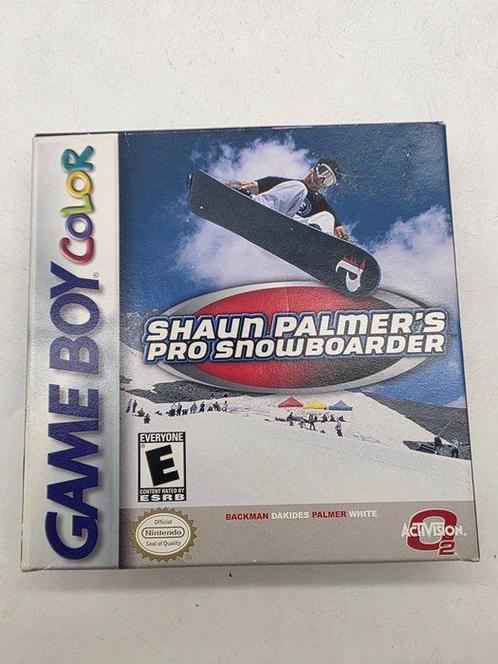 GAME BOY COLOR
P
SHAUN PALMER'S
PRO SNOWBOARDER
EVERYONE
E
CONTENT RATED BY
ESRB
Official
Nintendo
Seal of Quality
BACKMAN DAKIDES PALMER WHITE
ACTIVISION
O2